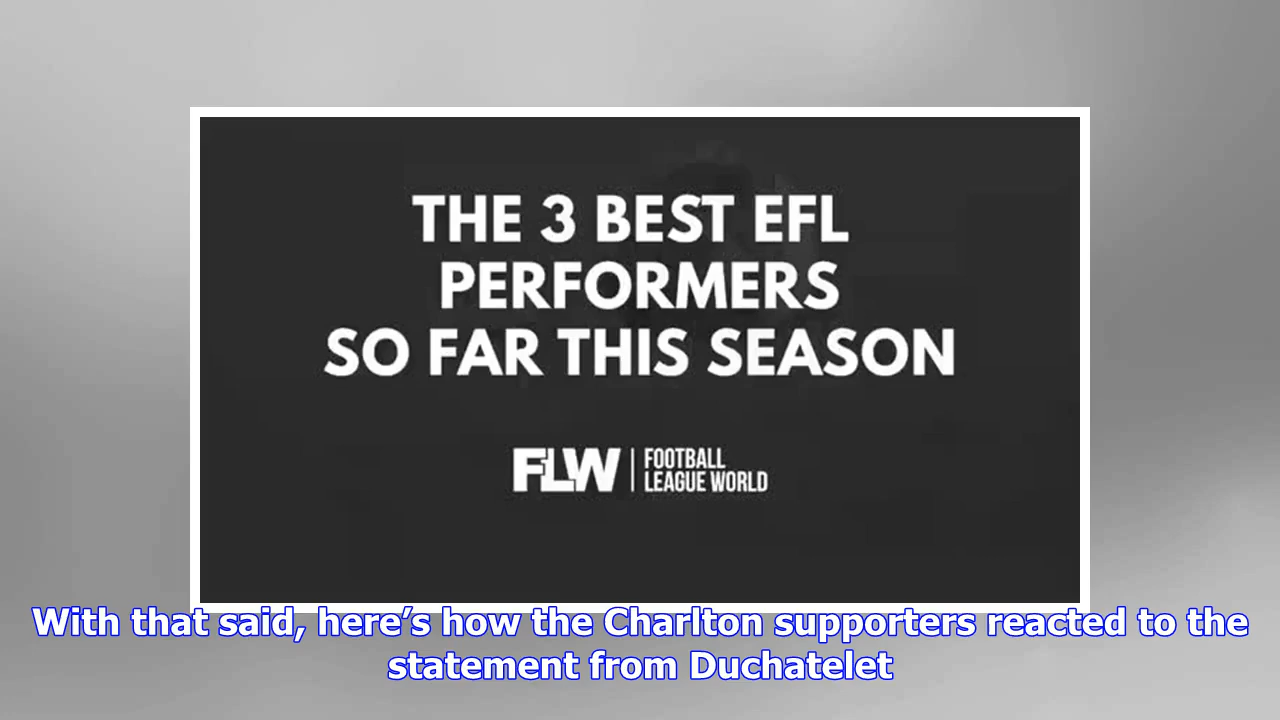 THE 3 BEST EFL
PERFORMERS
SO FAR THIS SEASON
FLW
FOOTBALL
LEAGUE WORLD
With that said, here’s how the Charlton supporters reacted to the
statement from Duchatelet